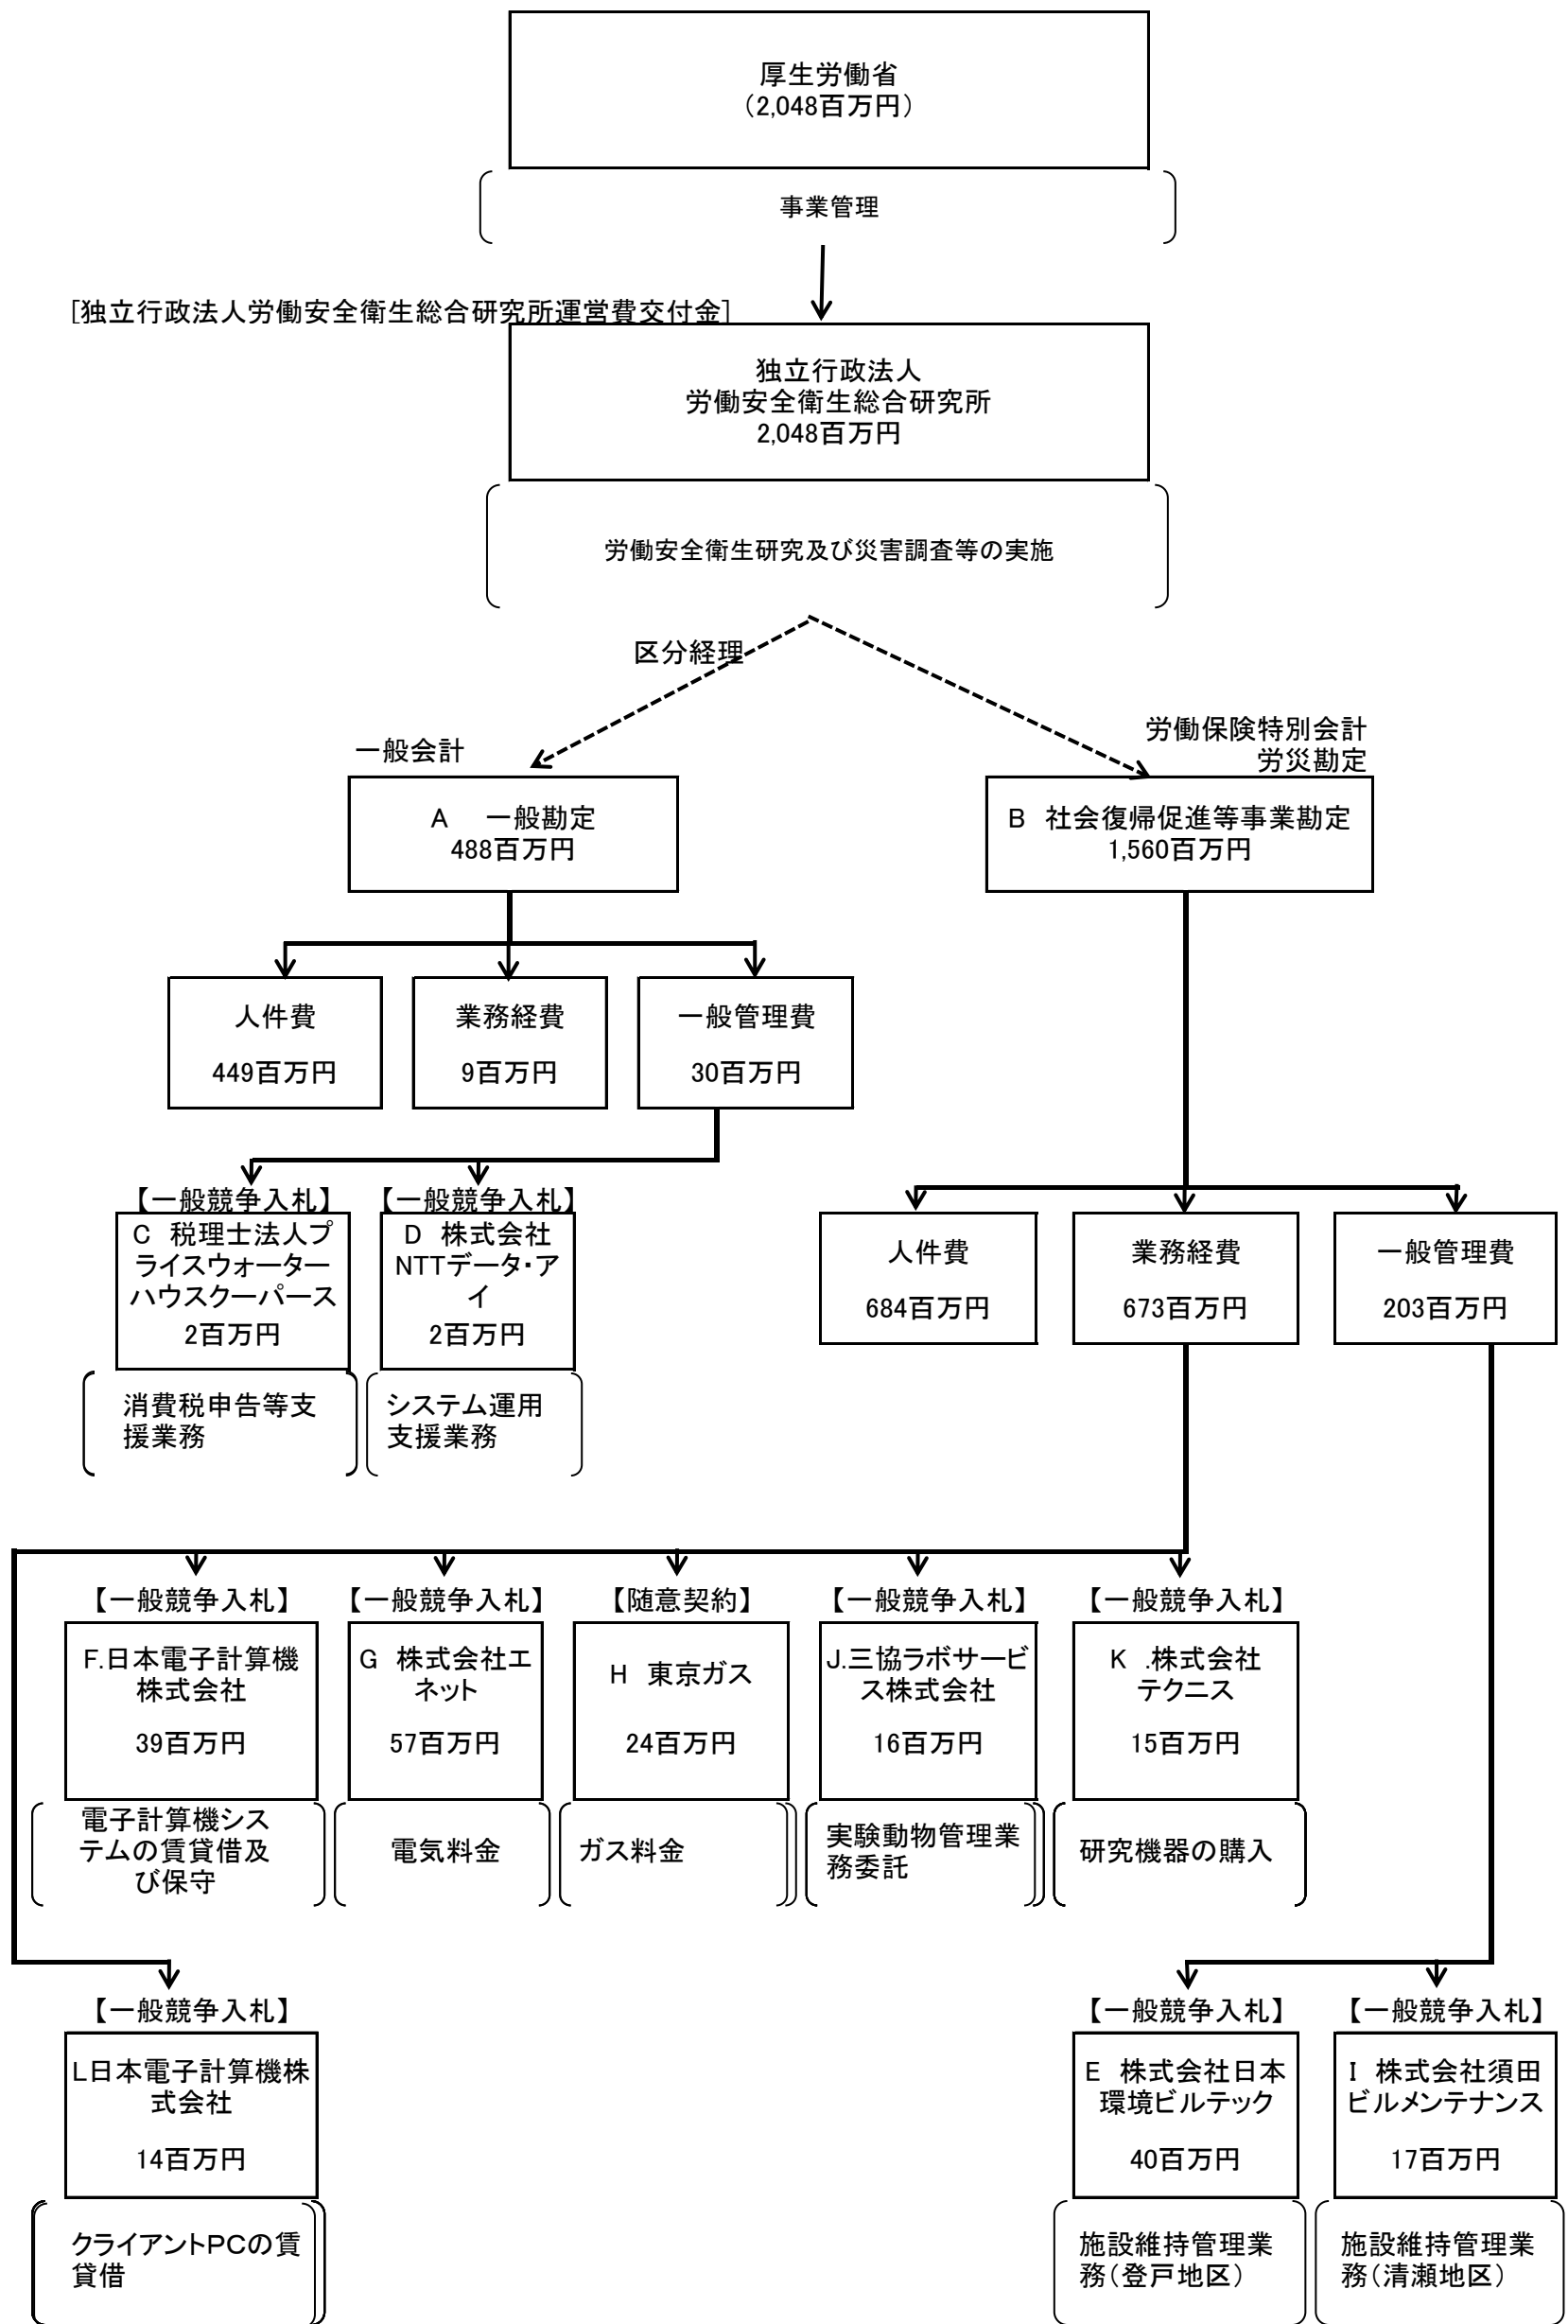 厚生労働省
（2,048百万円）
事業管理
[独立行政法人労働安全衛生総合研究所運営費交付金]
独立行政法人
労働安全衛生総合研究所
2,048百万円
労働安全衛生研究及び災害調査等の実施
区分経理
一般会計
労働保険特別会計
労災勘定
A　一般勘定
488百万円
B　社会復帰促進等事業勘定
1,560百万円
人件費
449百万円
業務経費
9百万円
一般管理費
30百万円
【一般競争入札】
C　税理士法人プ
ライスウォーター
ハウスクーパース
2百万円
消費税申告等支
援業務
【一般競争入札】
D　株式会社
NTTデータ・ア
イ
2百万円
システム運用
支援業務
人件費
684百万円
業務経費
673百万円
一般管理費
203百万円
【一般競争入札】
F.日本電子計算機
株式会社
39百万円
電子計算機シス
テムの賃貸借及
び保守
【一般競争入札】
G　株式会社エ
ネット
57百万円
電気料金
【随意契約】
H　東京ガス
24百万円
ガス料金
【一般競争入札】
J.三協ラボサービ
ス株式会社
16百万円
実験動物管理業
務委託
【一般競争入札】
K　.株式会社
テクニス
15百万円
研究機器の購入
【一般競争入札】
L日本電子計算機株
式会社
14百万円
クライアントPCの賃
貸借
【一般競争入札】
E　株式会社日本
環境ビルテック
40百万円
施設維持管理業
務（登戸地区）
【一般競争入札】
I　株式会社須田
ビルメンテナンス
17百万円
施設維持管理業
務（清瀬地区）